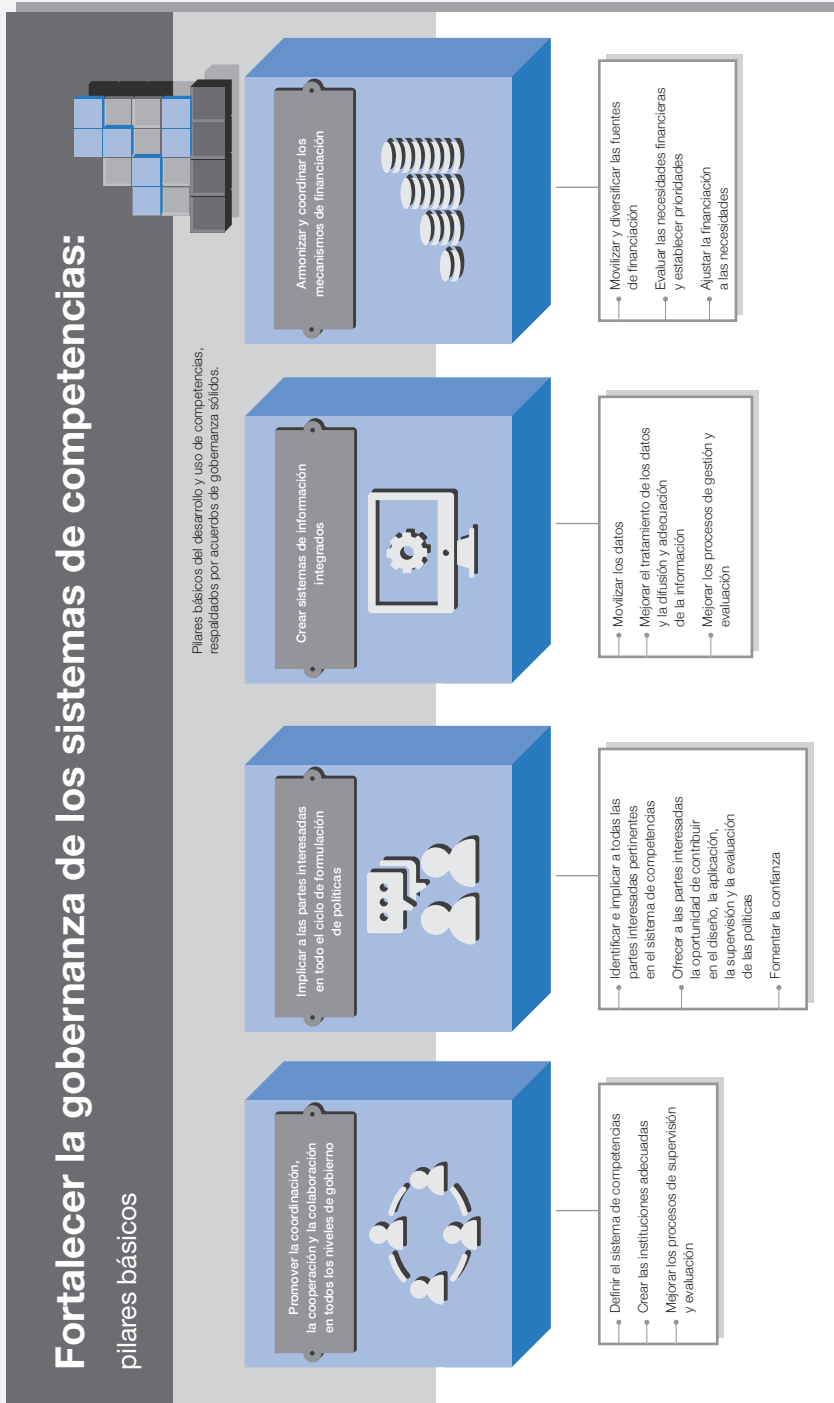 Fortalecer la gobernanza de los sistemas de competencias:
pilares básicos
Pilares básicos del desarrollo y uso de competencias,
respaldados por acuerdos de gobernanza sólidos.
Promover la coordinación,
la cooperación y la colaboración
en todos los niveles de gobierno
Definir el sistema de competencias
Crear las instituciones adecuadas
Mejorar los procesos de supervisión
y evaluación
Implicar a las partes interesadas
en todo el ciclo de formulación
de políticas
Identificar e implicar a todas las
partes interesadas pertinentes
en el sistema de competencias
Ofrecer a las partes interesadas
la oportunidad de contribuir
en el diseño, la aplicación,
la supervisión y la evaluación
de las políticas
Fomentar la confianza
Crear sistemas de información
integrados
Movilizar los datos
Mejorar el tratamiento de los datos
y la difusión y adecuación
de la información
Mejorar los procesos de gestión y
evaluación
Armonizar y coordinar los
mecanismos de financiación
Movilizar y diversificar las fuentes
de financiación
Evaluar las necesidades financieras
y establecer prioridades
Ajustar la financiación
a las necesidades